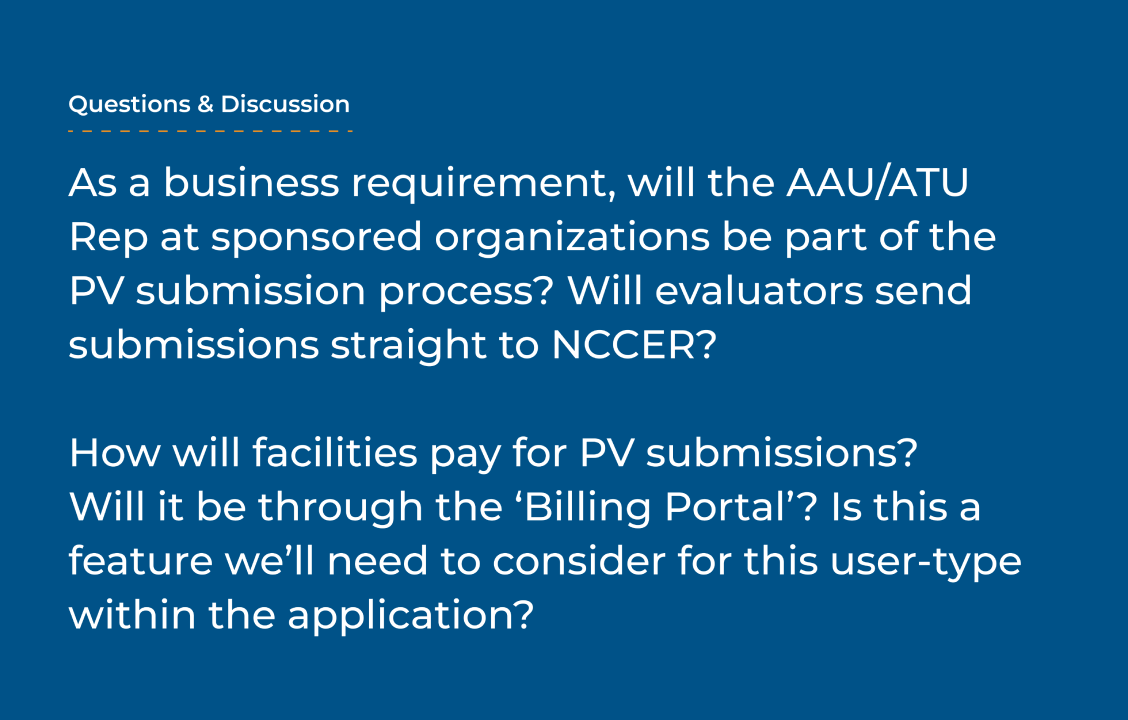 Questions & Discussion
As a business requirement, will the AAU/ATU
Rep at sponsored organizations be part of the
PV submission process? Will evaluators send
submissions straight to NCCER?
How will facilities pay for PV submissions?
Will it be through the ‘Billing Portal’? Is this a
feature we’ll need to consider for this user-type
within the application?